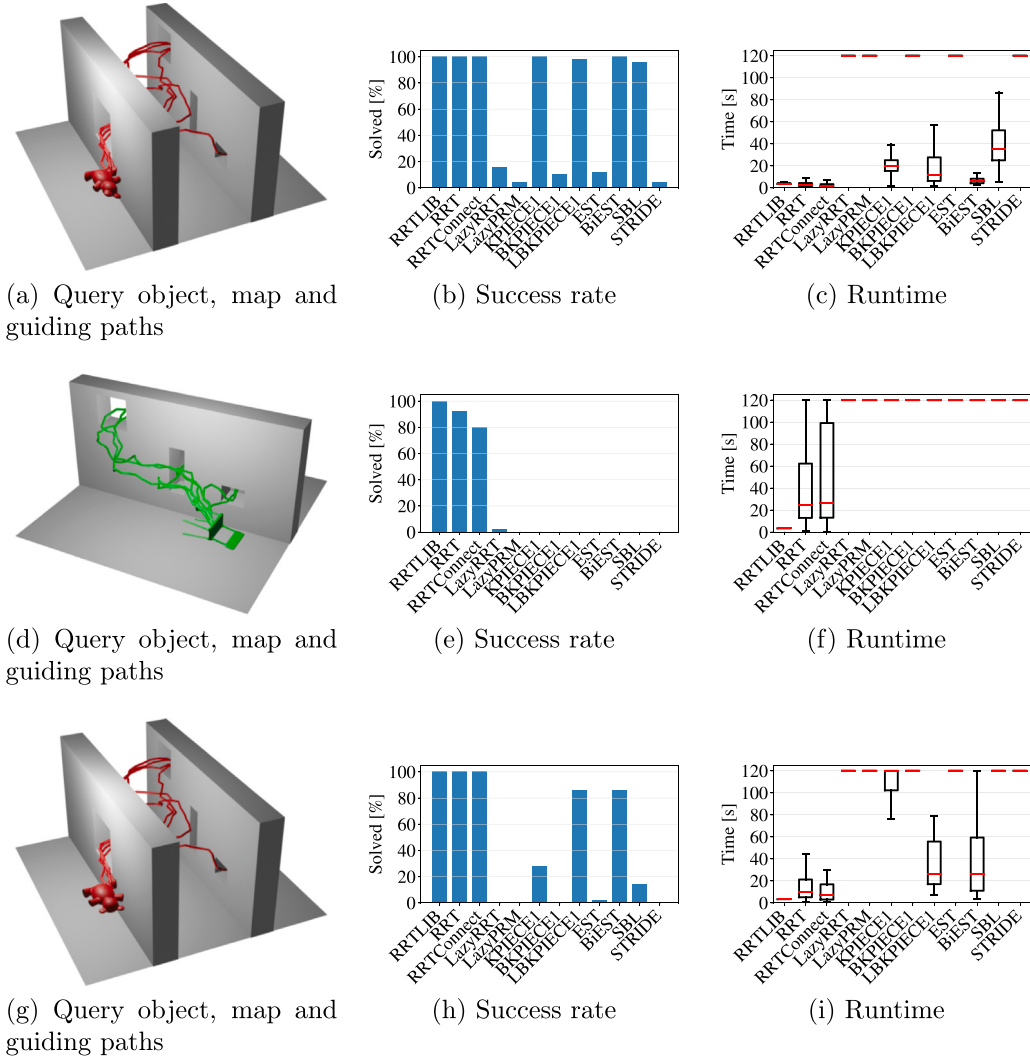 100
80
60
40
20
0
Solved [%]
RRTLIB
RRT
RRTConnect
LazyRRT
LazyPRM
KPIECE1
BKPIECE1
LBKPIECE1
EST
BiEST
SBL
STRIDE
120
100
80
60
40
20
0
Time [s]
RRTLIB
RRT
RRTConnect
LazyRRT
LazyPRM
KPIECE1
BKPIECE1
LBKPIECE1
EST
BiEST
SBL
STRIDE
(a) Query object, map and
guiding paths
(b) Success rate
(c) Runtime
100
80
60
40
20
0
Solved [%]
RRTLIB
RRT
RRTConnect
LazyRRT
LazyPRM
KPIECE1
BKPIECE1
LBKPIECE1
EST
BiEST
SBL
STRIDE
120
100
80
60
40
20
0
Time [s]
RRTLIB
RRT
RRTConnect
LazyRRT
LazyPRM
KPIECE1
BKPIECE1
LBKPIECE1
EST
BiEST
SBL
STRIDE
(d) Query object, map and
guiding paths
(e) Success rate
(f) Runtime
100
80
60
40
20
0
Solved [%]
RRTLIB
RRT
RRTConnect
LazyRRT
LazyPRM
KPIECE1
BKPIECE1
LBKPIECE1
EST
BiEST
SBL
STRIDE
120
100
80
60
40
20
0
Time [s]
RRTLIB
RRT
RRTConnect
LazyRRT
LazyPRM
KPIECE1
BKPIECE1
LBKPIECE1
EST
BiEST
SBL
STRIDE
(g) Query object, map and
guiding paths
(h) Success rate
(i) Runtime